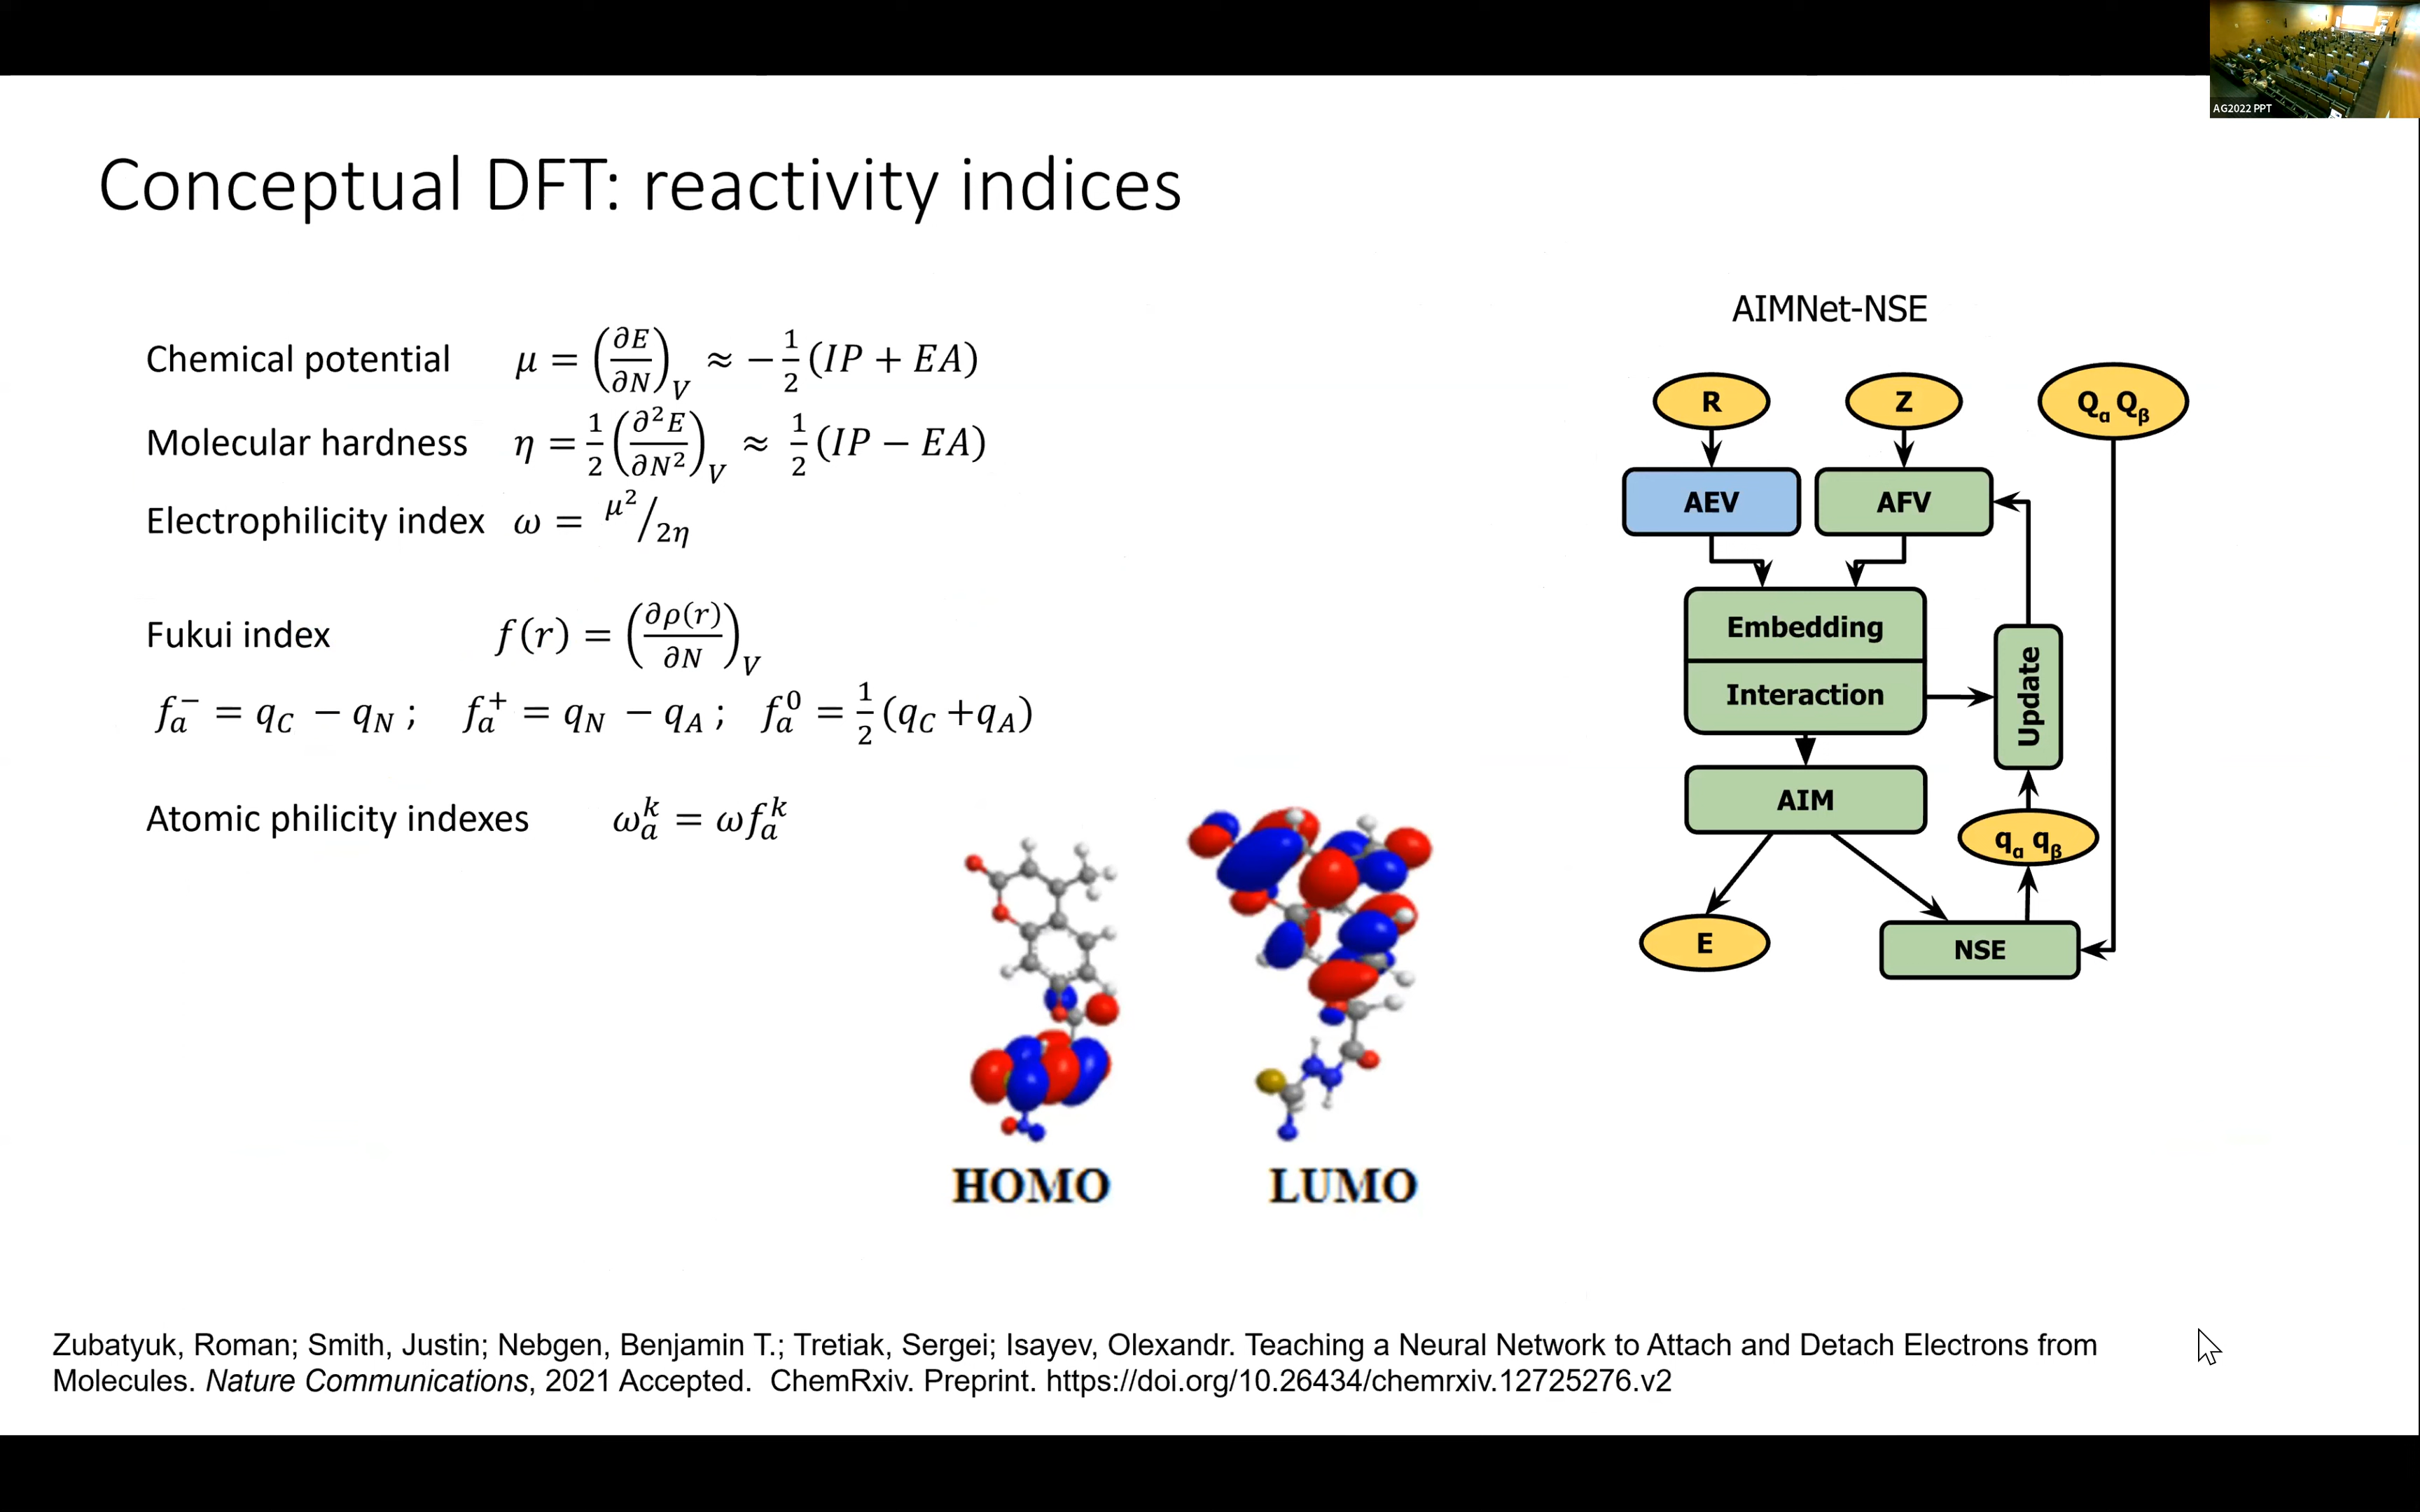 AG2022 PPT
Conceptual DFT: reactivity indices
Chemical potential μ = (∂E/∂N)_V ≈ −1/2 (IP + EA)
Molecular hardness η = 1/2 (∂²E/∂N²)_V ≈ 1/2 (IP − EA)
Electrophilicity index ω = μ²/2η
Fukui index f(r) = (∂ρ(r)/∂N)_V
f_a^− = q_C − q_N ; f_a^+ = q_N − q_A ; f_a^0 = 1/2 (q_C + q_A)
Atomic philicity indexes ω_a^k = ωf_a^k
HOMO LUMO
AIMNet-NSE
R Z Q_α Q_β
AEV AFV
Embedding
Interaction
Update
AIM
q_α q_β
E NSE
Zubatyuk, Roman; Smith, Justin; Nebgen, Benjamin T.; Tretiak, Sergei; Isayev, Olexandr. Teaching a Neural Network to Attach and Detach Electrons from
Molecules. Nature Communications, 2021 Accepted. ChemRxiv. Preprint. https://doi.org/10.26434/chemrxiv.12725276.v2